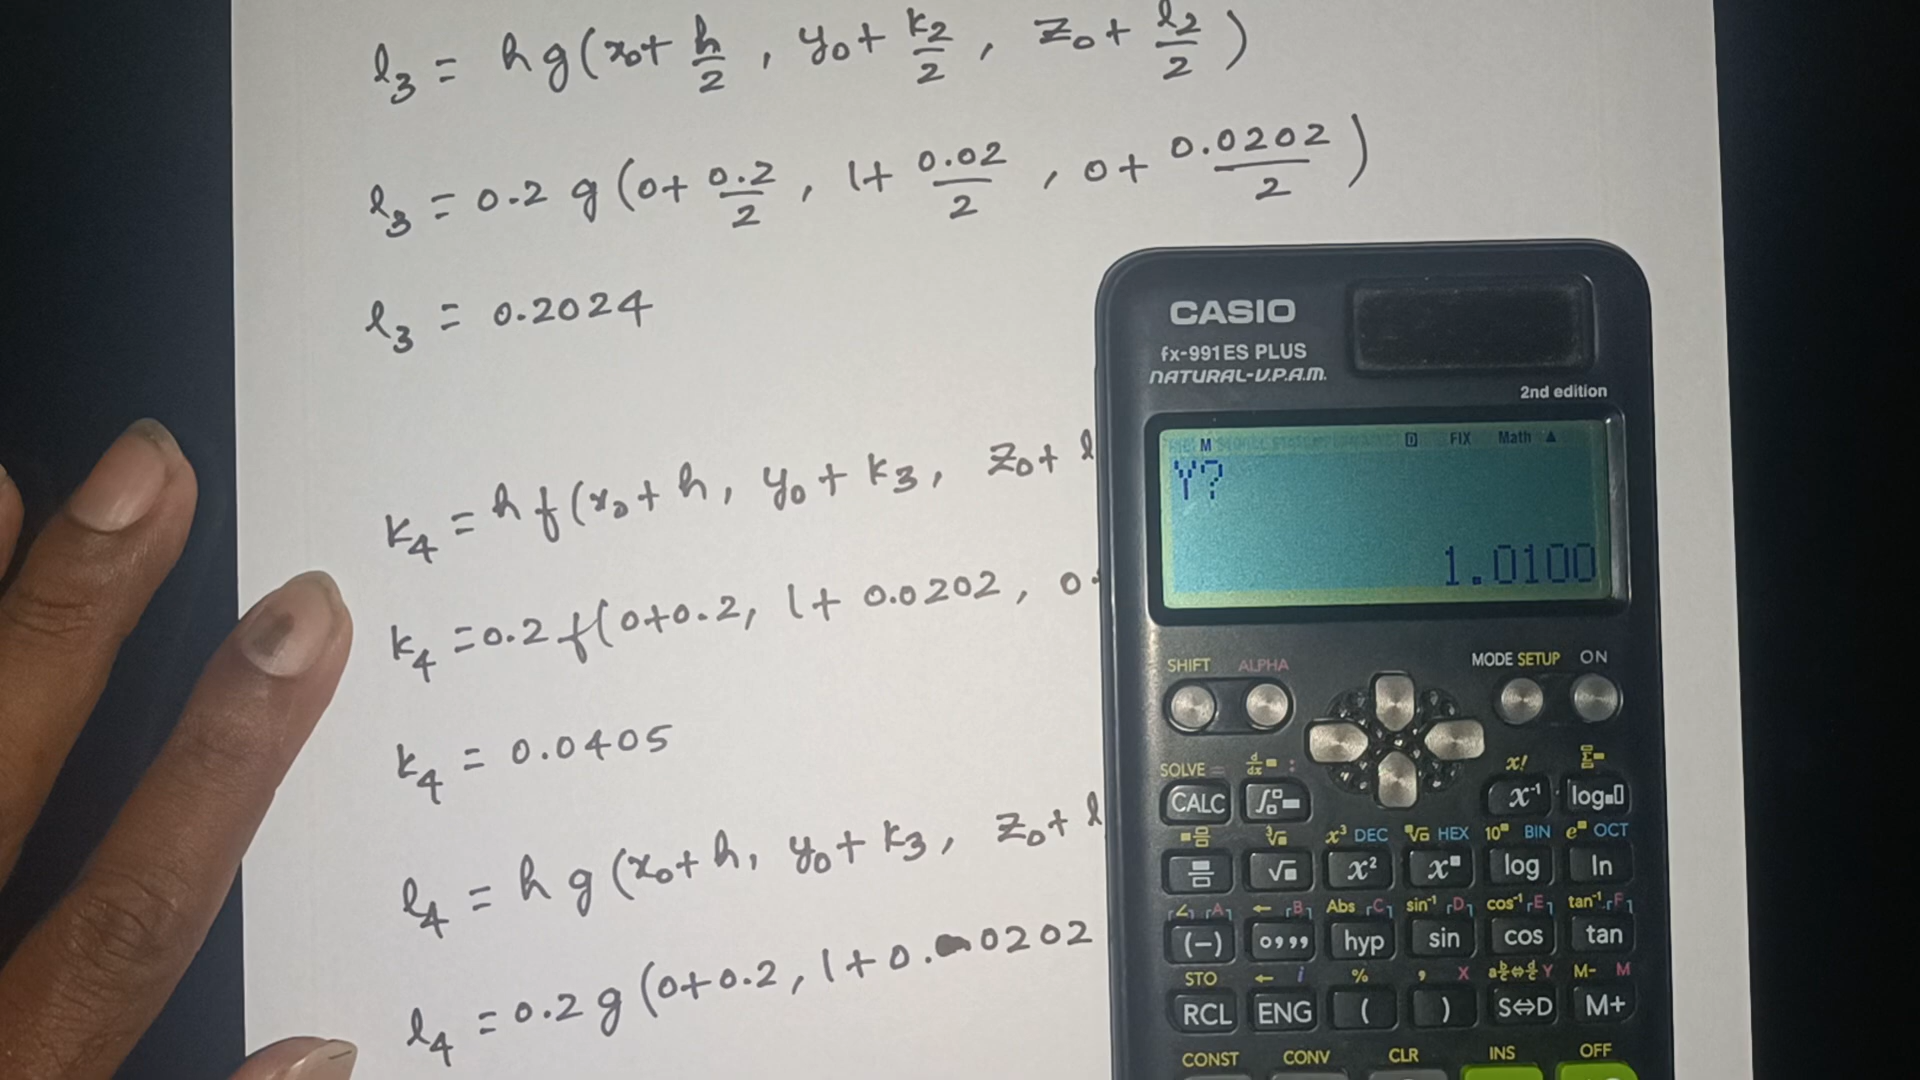 l₃ = h g(x₀ + h/2, y₀ + k₂/2, z₀ + l₂/2)
l₃ = 0.2 g(0 + 0.2/2, 1 + 0.02/2, 0 + 0.0202/2)
l₃ = 0.2024
k₄ = h f(x₀ + h, y₀ + k₃, z₀ + l
k₄ = 0.2 f(0+0.2, 1 + 0.0202, 0+
k₄ = 0.0405
l₄ = h g(x₀ + h, y₀ + k₃, z₀ + l
l₄ = 0.2 g(0+0.2, 1+0.0202
CASIO
fx-991ES PLUS
NATURAL-V.P.A.M.
2nd edition
M D FIX Math ▲
Y?
1.0100
SHIFT ALPHA MODE SETUP ON
SOLVE = d/dx : x! Σ
CALC ∫ x⁻¹ log
³√ x³ DEC √ HEX 10 BIN e OCT
√ x² x log ln
∠ A ← B Abs C sin⁻¹ D cos⁻¹ E tan⁻¹ F
(−) hyp sin cos tan
STO ← i % , X a b/c⇔d/c Y M- M
RCL ENG ( ) S⇔D M+
CONST CONV CLR INS OFF